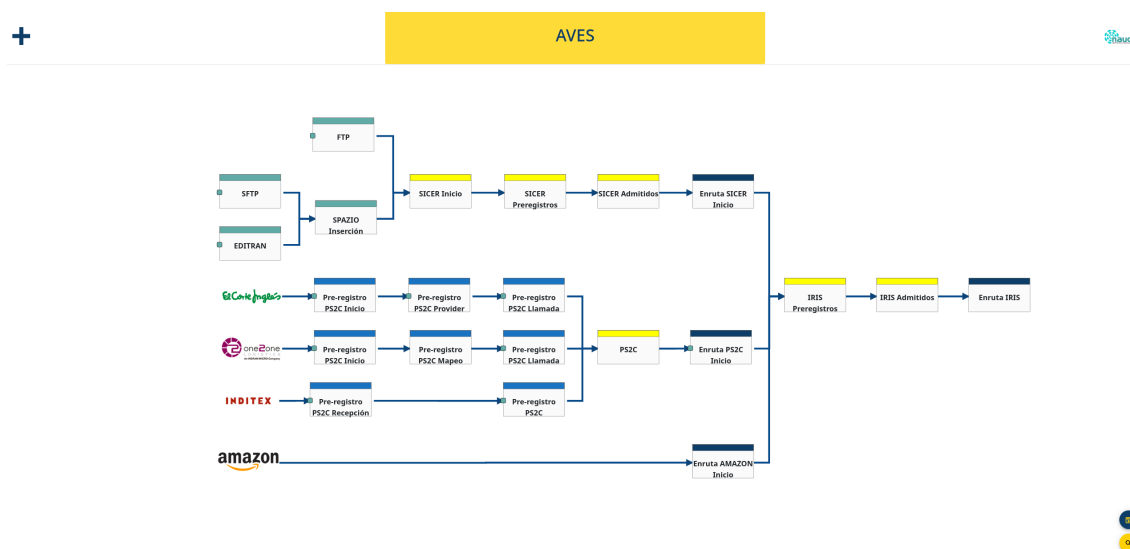 +
AVES
FTP
SFTP
SICER Inicio
SICER
Preregistros
SICER Admitidos
Enruta SICER
Inicio
SPAZIO
Inserción
EDITRAN
El Corte Inglés
Pre-registro
PS2C Inicio
Pre-registro
PS2C Provider
Pre-registro
PS2C Llamada
IRIS
Preregistros
IRIS Admitidos
Enruta IRIS
one2one
LOGISTICS
Pre-registro
PS2C Inicio
Pre-registro
PS2C Mapeo
Pre-registro
PS2C Llamada
PS2C
Enruta PS2C
Inicio
INDITEX
Pre-registro
PS2C Recepción
Pre-registro
PS2C
amazon
Enruta AMAZON
Inicio